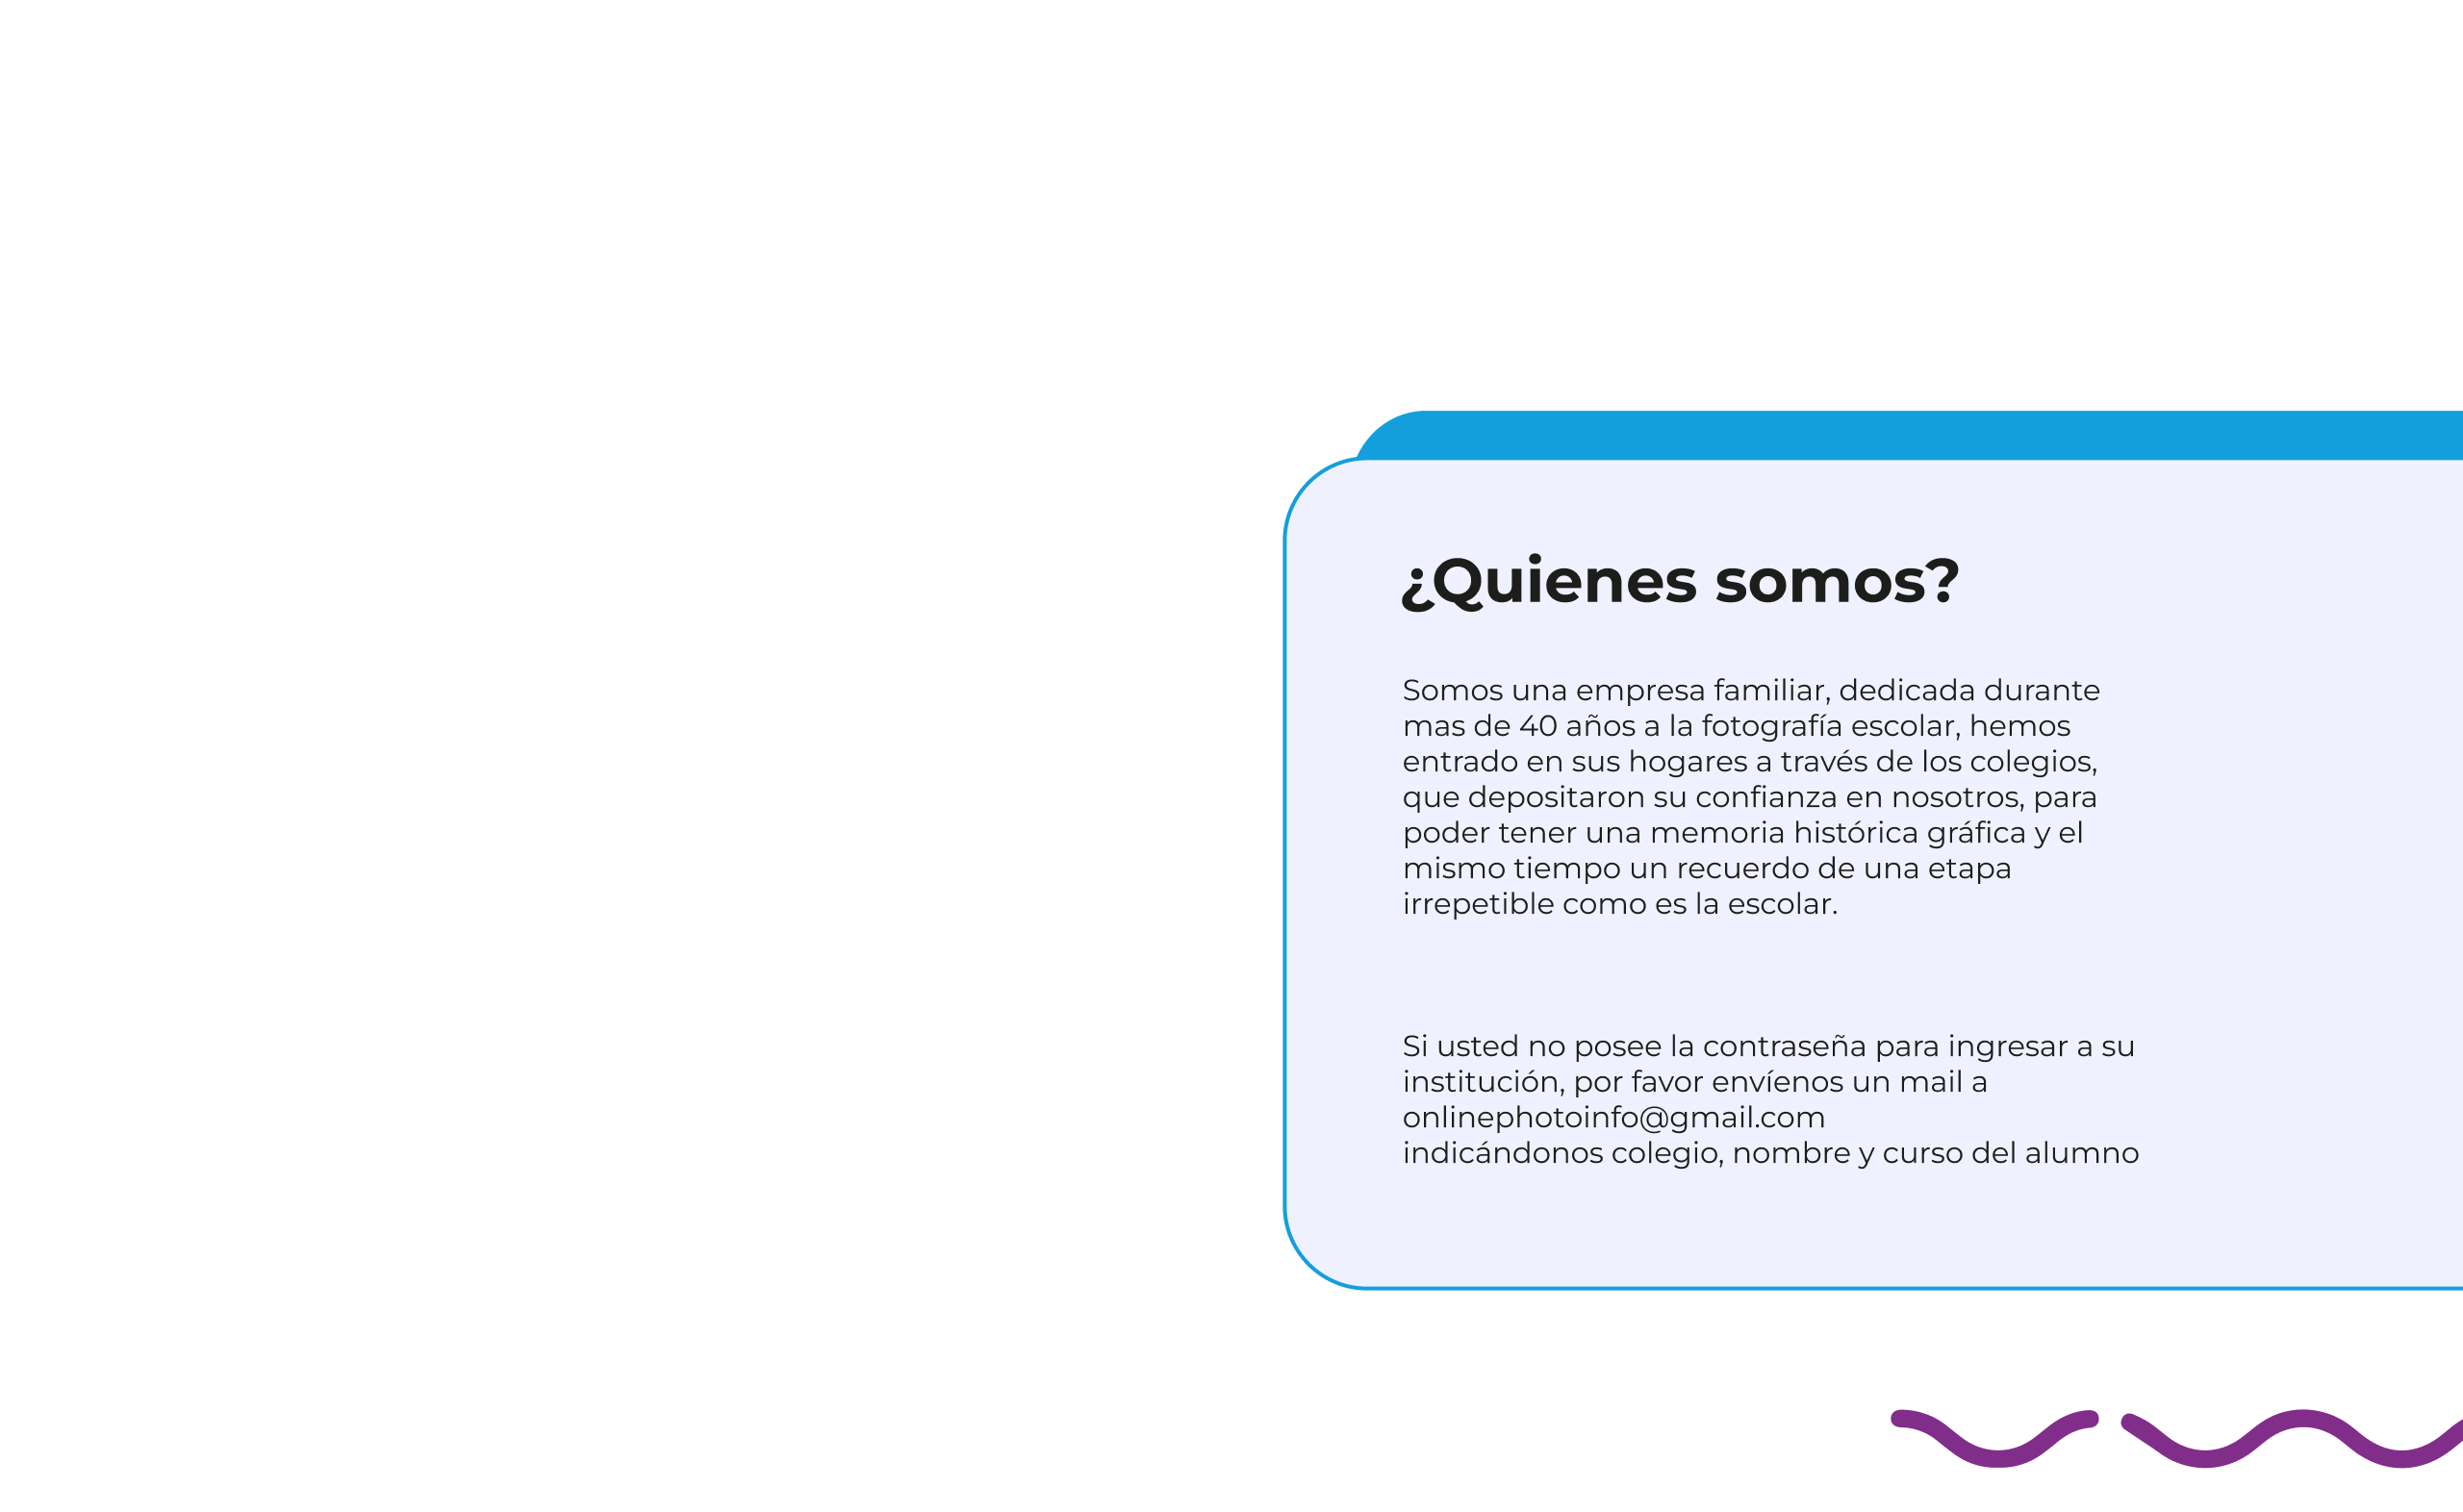 ¿Quienes somos?
Somos una empresa familiar, dedicada durante
mas de 40 años a la fotografía escolar, hemos
entrado en sus hogares a través de los colegios,
que depositaron su confianza en nosotros, para
poder tener una memoria histórica gráfica y el
mismo tiempo un recuerdo de una etapa
irrepetible como es la escolar.
Si usted no posee la contraseña para ingresar a su
institución, por favor envíenos un mail a
onlinephotoinfo@gmail.com
indicándonos colegio, nombre y curso del alumno